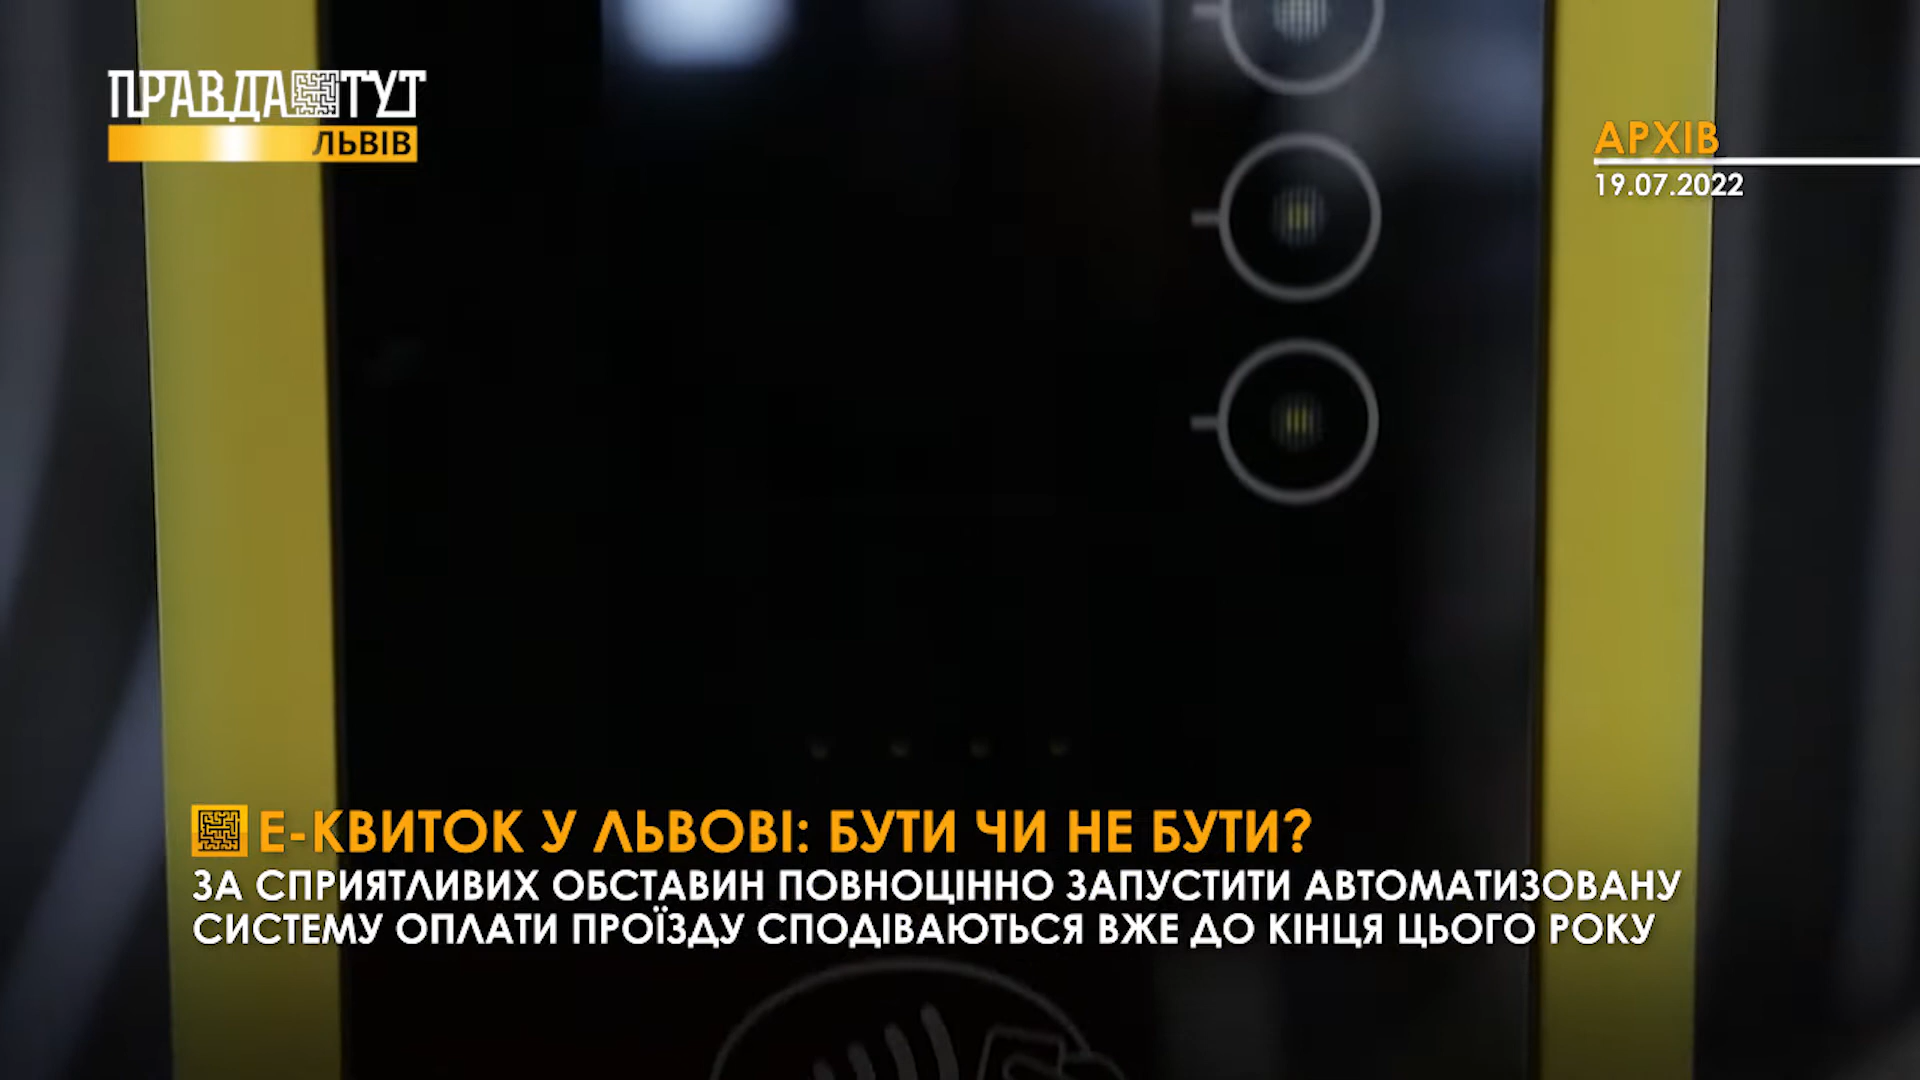 ПРАВДА ТУТ
ЛЬВІВ
АРХІВ
19.07.2022
Е-КВИТОК У ЛЬВОВІ: БУТИ ЧИ НЕ БУТИ?
ЗА СПРИЯТЛИВИХ ОБСТАВИН ПОВНОЦІННО ЗАПУСТИТИ АВТОМАТИЗОВАНУ
СИСТЕМУ ОПЛАТИ ПРОЇЗДУ СПОДІВАЮТЬСЯ ВЖЕ ДО КІНЦЯ ЦЬОГО РОКУ